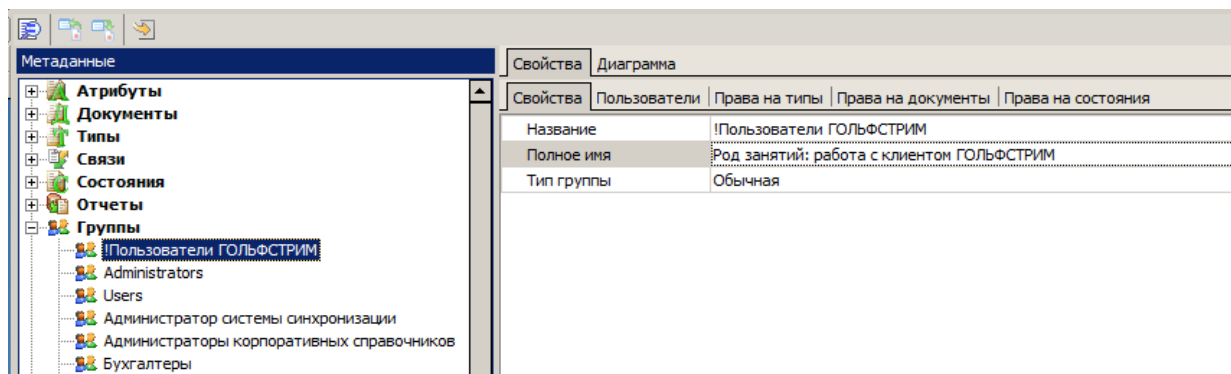 Метаданные
Атрибуты
Документы
Типы
Связи
Состояния
Отчеты
Группы
!Пользователи ГОЛЬФСТРИМ
Administrators
Users
Администратор системы синхронизации
Администраторы корпоративных справочников
Бухгалтеры
Свойства Диаграмма
Свойства Пользователи Права на типы Права на документы Права на состояния
Название !Пользователи ГОЛЬФСТРИМ
Полное имя Род занятий: работа с клиентом ГОЛЬФСТРИМ
Тип группы Обычная